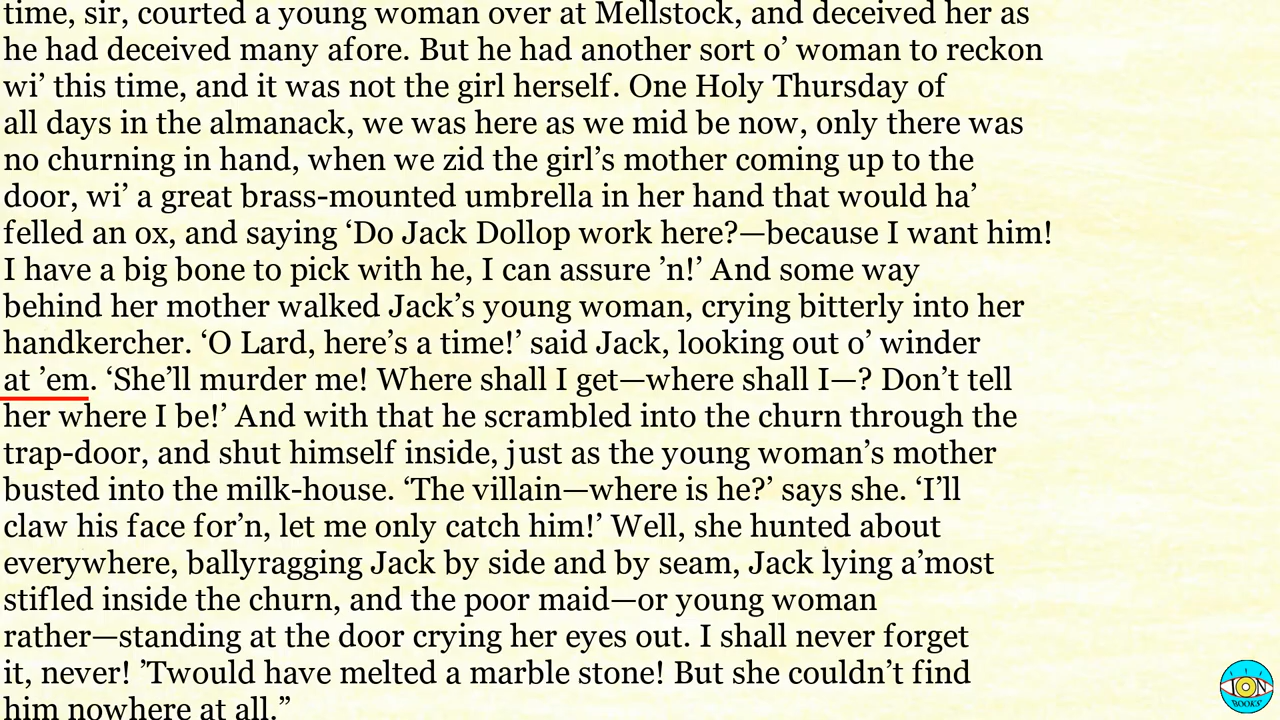 time, sir, courted a young woman over at Mellstock, and deceived her as
he had deceived many afore. But he had another sort o’ woman to reckon
wi’ this time, and it was not the girl herself. One Holy Thursday of
all days in the almanack, we was here as we mid be now, only there was
no churning in hand, when we zid the girl’s mother coming up to the
door, wi’ a great brass-mounted umbrella in her hand that would ha’
felled an ox, and saying ‘Do Jack Dollop work here?—because I want him!
I have a big bone to pick with he, I can assure ’n!’ And some way
behind her mother walked Jack’s young woman, crying bitterly into her
handkercher. ‘O Lard, here’s a time!’ said Jack, looking out o’ winder
at ’em. ‘She’ll murder me! Where shall I get—where shall I—? Don’t tell
her where I be!’ And with that he scrambled into the churn through the
trap-door, and shut himself inside, just as the young woman’s mother
busted into the milk-house. ‘The villain—where is he?’ says she. ‘I’ll
claw his face for’n, let me only catch him!’ Well, she hunted about
everywhere, ballyragging Jack by side and by seam, Jack lying a’most
stifled inside the churn, and the poor maid—or young woman
rather—standing at the door crying her eyes out. I shall never forget
it, never! ’Twould have melted a marble stone! But she couldn’t find
him nowhere at all.”
ION
BOOKS